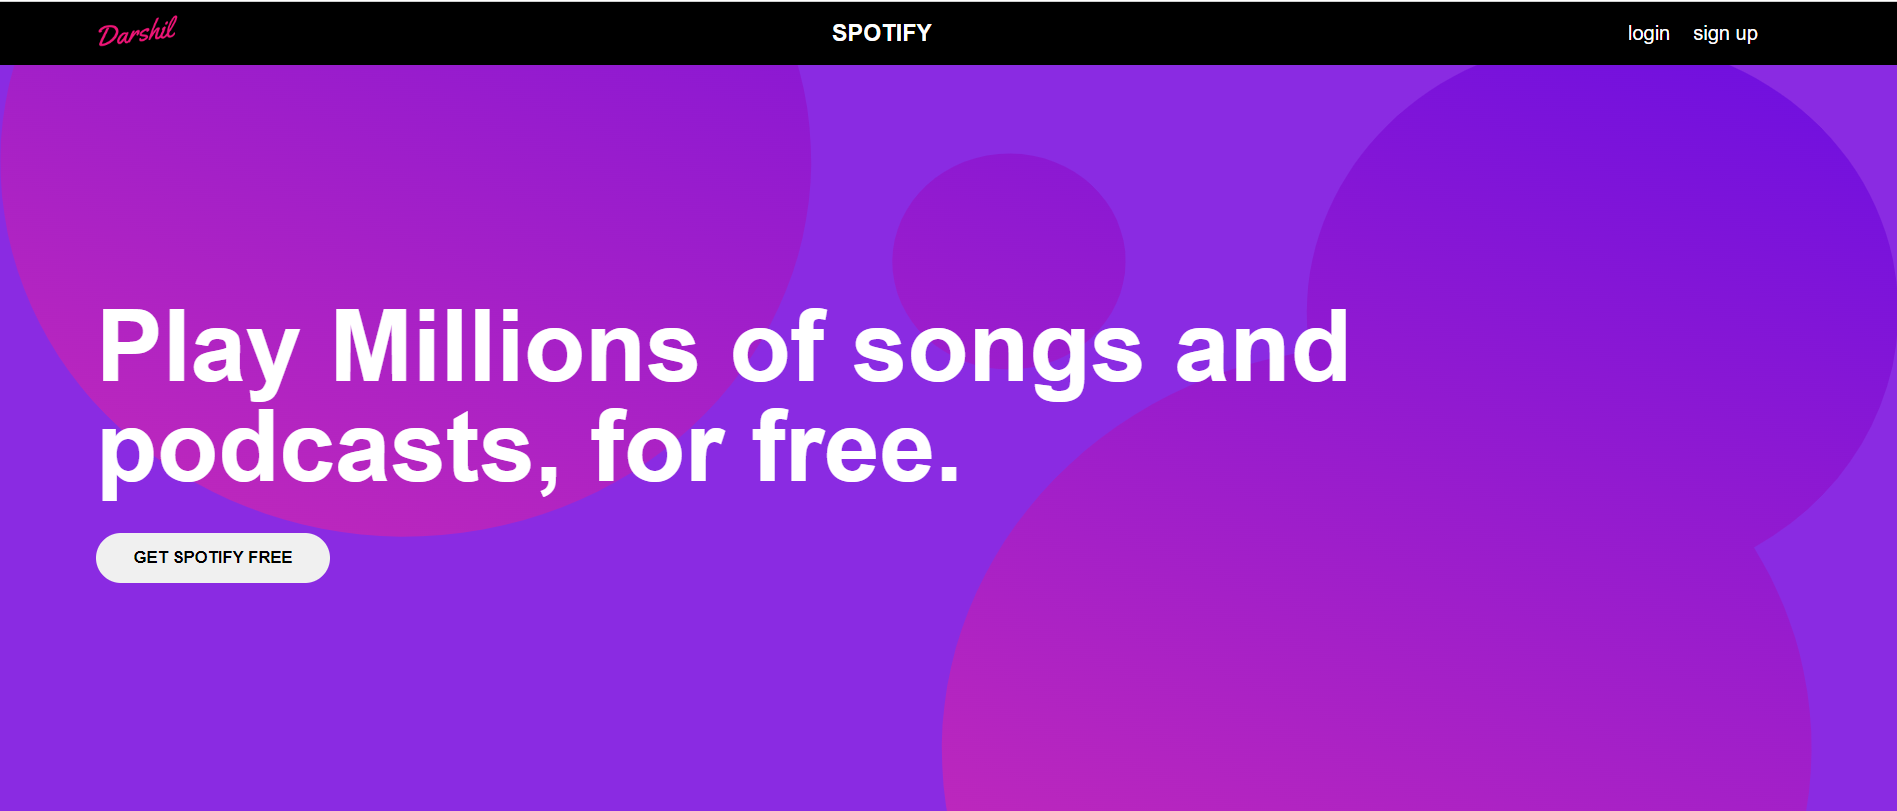 Darshil
SPOTIFY
login
sign up
Play Millions of songs and
podcasts, for free.
GET SPOTIFY FREE